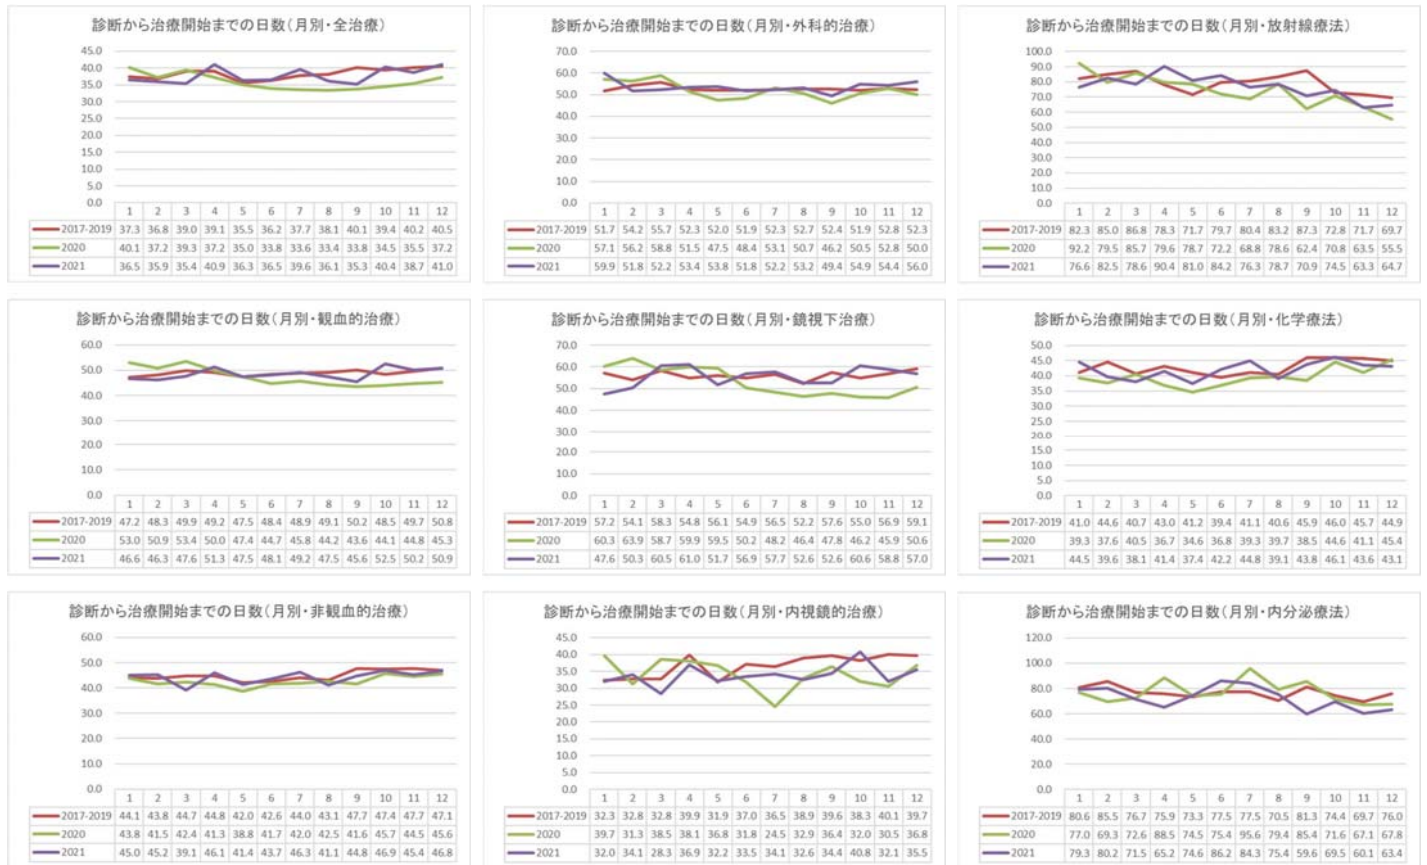 診断から治療開始までの日数(月別・全治療)
45.0
40.0
35.0
30.0
25.0
20.0
15.0
10.0
5.0
0.0
1 2 3 4 5 6 7 8 9 10 11 12
2017-2019 37.3 36.8 39.0 39.1 35.5 36.2 37.7 38.1 40.1 39.4 40.2 40.5
2020 40.1 37.2 39.3 37.2 35.0 33.8 33.6 33.4 33.8 34.5 35.5 37.2
2021 36.5 35.9 35.4 40.9 36.3 36.5 39.6 36.1 35.3 40.4 38.7 41.0
診断から治療開始までの日数(月別・外科的治療)
70.0
60.0
50.0
40.0
30.0
20.0
10.0
0.0
1 2 3 4 5 6 7 8 9 10 11 12
2017-2019 51.7 54.2 55.7 52.3 52.0 51.9 52.3 52.7 52.4 51.9 52.8 52.3
2020 57.1 56.2 58.8 51.5 47.5 48.4 53.1 50.7 46.2 50.5 52.8 50.0
2021 59.9 51.8 52.2 53.4 53.8 51.8 52.2 53.2 49.4 54.9 54.4 56.0
診断から治療開始までの日数(月別・放射線療法)
100.0
90.0
80.0
70.0
60.0
50.0
40.0
30.0
20.0
10.0
0.0
1 2 3 4 5 6 7 8 9 10 11 12
2017-2019 82.3 85.0 86.8 78.3 71.7 79.7 80.4 83.2 87.3 72.8 71.7 69.7
2020 92.2 79.5 85.7 79.6 78.7 72.2 68.8 78.6 62.4 70.8 63.5 55.5
2021 76.6 82.5 78.6 90.4 81.0 84.2 76.3 78.7 70.9 74.5 63.3 64.7
診断から治療開始までの日数(月別・観血的治療)
60.0
50.0
40.0
30.0
20.0
10.0
0.0
1 2 3 4 5 6 7 8 9 10 11 12
2017-2019 47.2 48.3 49.9 49.2 47.5 48.4 48.9 49.1 50.2 48.5 49.7 50.8
2020 53.0 50.9 53.4 50.0 47.4 44.7 45.8 44.2 43.6 44.1 44.8 45.3
2021 46.6 46.3 47.6 51.3 47.5 48.1 49.2 47.5 45.6 52.5 50.2 50.9
診断から治療開始までの日数(月別・鏡視下治療)
70.0
60.0
50.0
40.0
30.0
20.0
10.0
0.0
1 2 3 4 5 6 7 8 9 10 11 12
2017-2019 57.2 54.1 58.3 54.8 56.1 54.9 56.5 52.2 57.6 55.0 56.9 59.1
2020 60.3 63.9 58.7 59.9 59.5 50.2 48.2 46.4 47.8 46.2 45.9 50.6
2021 47.6 50.3 60.5 61.0 51.7 56.9 57.7 52.6 52.6 60.6 58.8 57.0
診断から治療開始までの日数(月別・化学療法)
50.0
45.0
40.0
35.0
30.0
25.0
20.0
15.0
10.0
5.0
0.0
1 2 3 4 5 6 7 8 9 10 11 12
2017-2019 41.0 44.6 40.7 43.0 41.2 39.4 41.1 40.6 45.9 46.0 45.7 44.9
2020 39.3 37.6 40.5 36.7 34.6 36.8 39.3 39.7 38.5 44.6 41.1 45.4
2021 44.5 39.6 38.1 41.4 37.4 42.2 44.8 39.1 43.8 46.1 43.6 43.1
診断から治療開始までの日数(月別・非観血的治療)
60.0
50.0
40.0
30.0
20.0
10.0
0.0
1 2 3 4 5 6 7 8 9 10 11 12
2017-2019 44.1 43.8 44.7 44.8 42.0 42.6 44.0 43.1 47.7 47.4 47.7 47.1
2020 43.8 41.5 42.4 41.3 38.8 41.7 42.0 42.5 41.6 45.7 44.5 45.6
2021 45.0 45.2 39.1 46.1 41.4 43.7 46.3 41.1 44.8 46.9 45.4 46.8
診断から治療開始までの日数(月別・内視鏡的治療)
45.0
40.0
35.0
30.0
25.0
20.0
15.0
10.0
5.0
0.0
1 2 3 4 5 6 7 8 9 10 11 12
2017-2019 32.3 32.8 32.8 39.9 31.9 37.0 36.5 38.9 39.6 38.3 40.1 39.7
2020 39.7 31.3 38.5 38.1 36.8 31.8 24.5 32.9 36.4 32.0 30.5 36.8
2021 32.0 34.1 28.3 36.9 32.2 33.5 34.1 32.6 34.4 40.8 32.1 35.5
診断から治療開始までの日数(月別・内分泌療法)
120.0
100.0
80.0
60.0
40.0
20.0
0.0
1 2 3 4 5 6 7 8 9 10 11 12
2017-2019 80.6 85.5 76.7 75.9 73.3 77.5 77.5 70.5 81.3 74.4 69.7 76.0
2020 77.0 69.3 72.6 88.5 74.5 75.4 95.6 79.4 85.4 71.6 67.1 67.8
2021 79.3 80.2 71.5 65.2 74.6 86.2 84.3 75.4 59.6 69.5 60.1 63.4